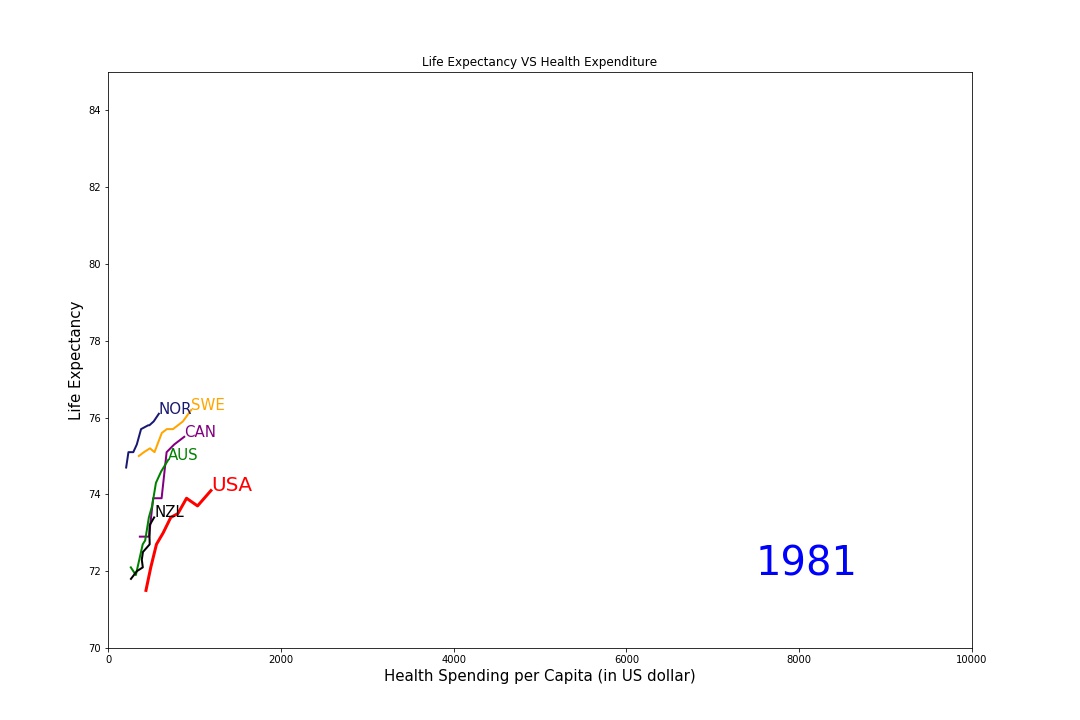 Life Expectancy VS Health Expenditure
84
82
80
78
76
74
72
70
Life Expectancy
NOR
SWE
CAN
AUS
USA
NZL
1981
0 2000 4000 6000 8000 10000
Health Spending per Capita (in US dollar)